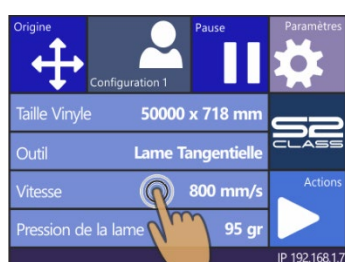 Origine
Configuration 1
Pause
Paramètres
Taille Vinyle 50000 x 718 mm
S2
CLASS
Outil Lame Tangentielle
Vitesse 800 mm/s
Actions
Pression de la lame 95 gr
IP 192.168.1.7